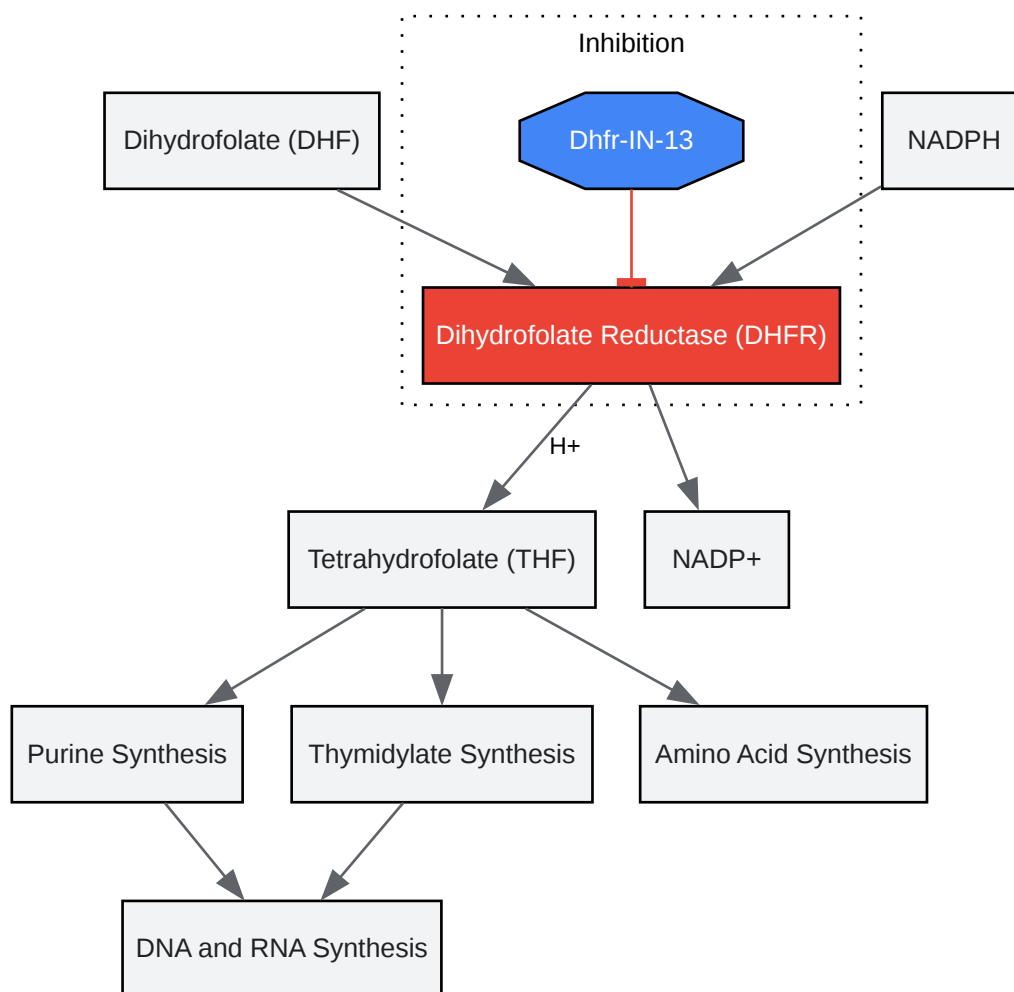 Inhibition
Dihydrofolate (DHF)
Dhfr-IN-13
NADPH
Dihydrofolate Reductase (DHFR)
H+
Tetrahydrofolate (THF)
NADP+
Purine Synthesis
Thymidylate Synthesis
Amino Acid Synthesis
DNA and RNA Synthesis